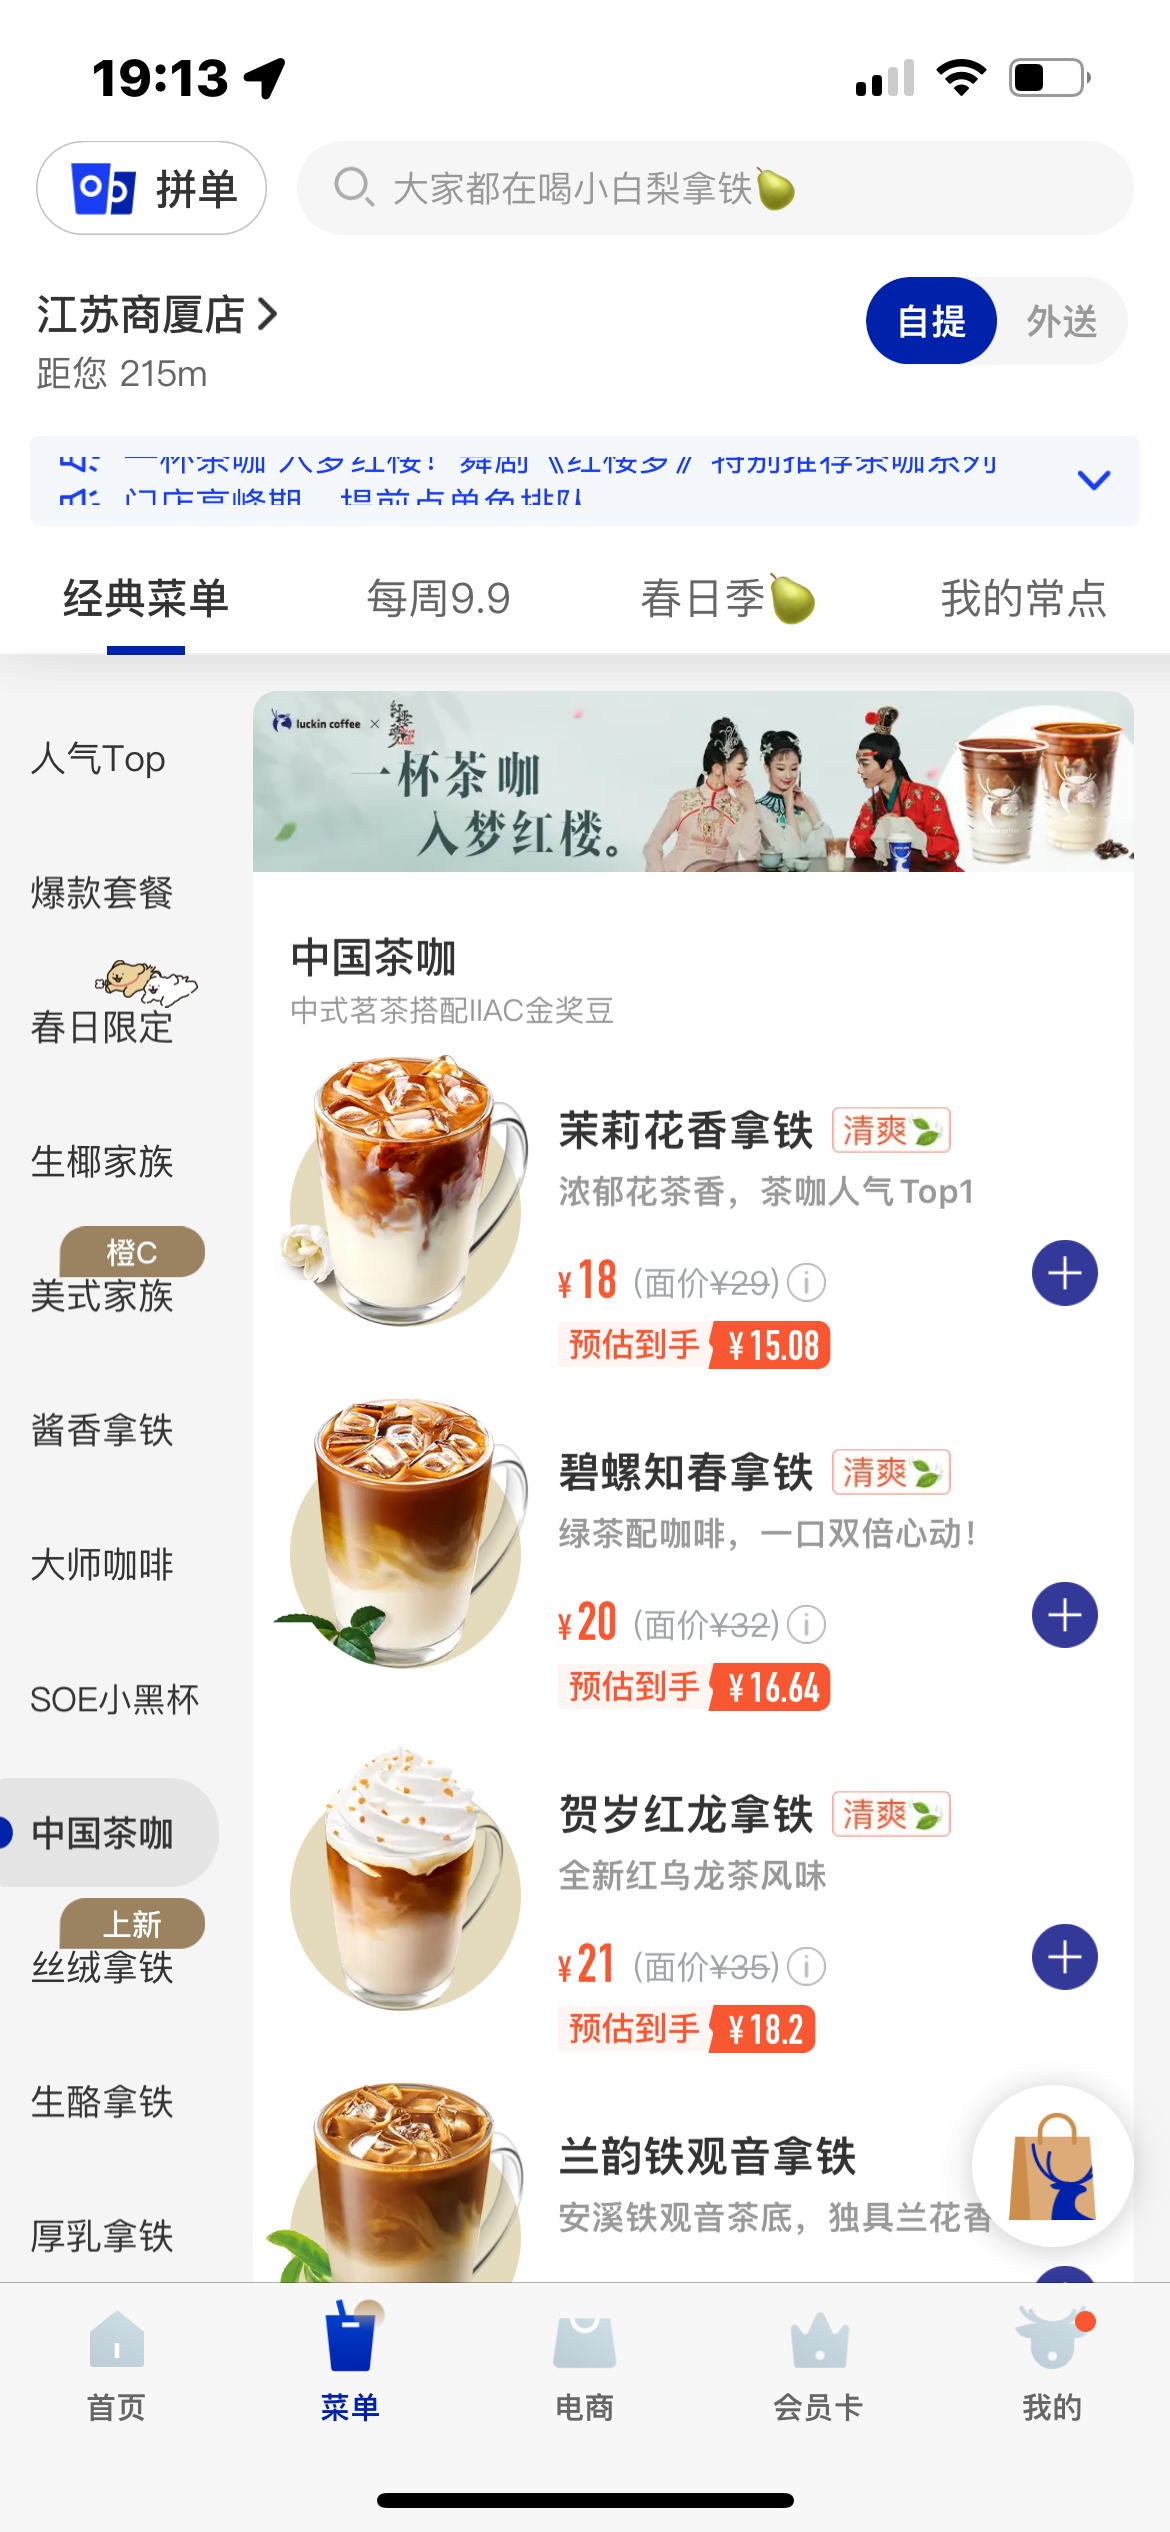 19:13
拼单
大家都在喝小白梨拿铁
江苏商厦店
距您 215m
自提
外送
一杯茶咖 入梦红楼！舞剧《红楼梦》特别推荐茶咖系列
门店高峰期，提前点单免排队
经典菜单
每周9.9
春日季
我的常点
人气Top
爆款套餐
春日限定
生椰家族
橙C
美式家族
酱香拿铁
大师咖啡
SOE小黑杯
中国茶咖
上新
丝绒拿铁
生酪拿铁
厚乳拿铁
luckin coffee ×
一杯茶咖
入梦红楼。
中国茶咖
中式茗茶搭配IIAC金奖豆
茉莉花香拿铁 清爽
浓郁花茶香，茶咖人气Top1
¥18 (面价¥29)
预估到手 ¥15.08
碧螺知春拿铁 清爽
绿茶配咖啡，一口双倍心动！
¥20 (面价¥32)
预估到手 ¥16.64
贺岁红龙拿铁 清爽
全新红乌龙茶风味
¥21 (面价¥35)
预估到手 ¥18.2
兰韵铁观音拿铁
安溪铁观音茶底，独具兰花香
首页
菜单
电商
会员卡
我的